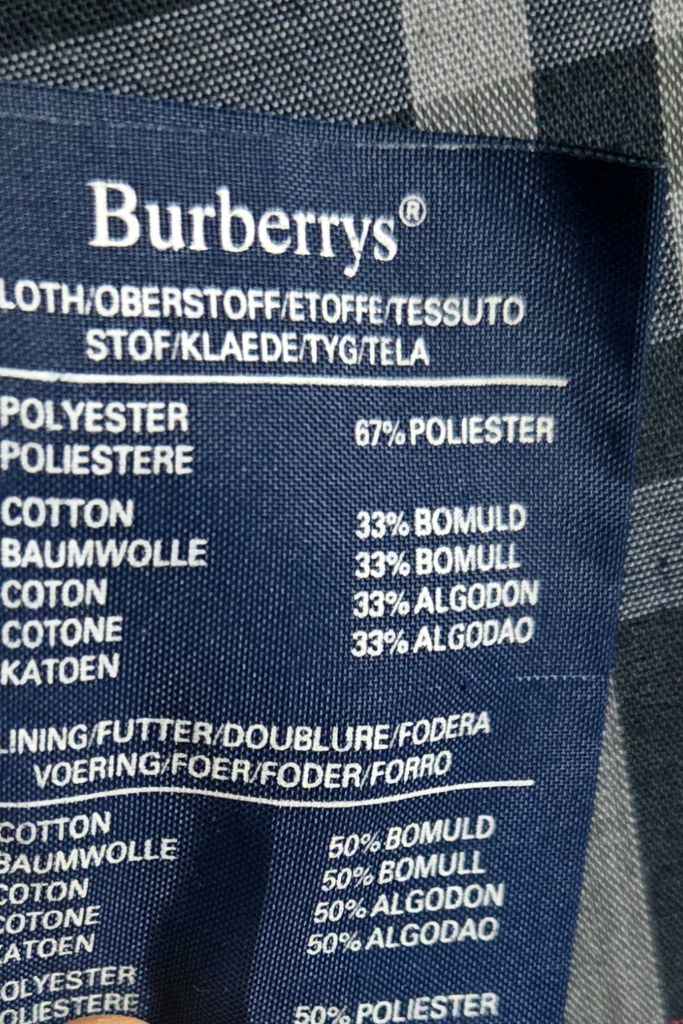 Burberrys®
LOTH/OBERSTOFF/ETOFFE/TESSUTO
STOF/KLAEDE/TYG/TELA
POLYESTER 67% POLIESTER
POLIESTERE
COTTON 33% BOMULD
BAUMWOLLE 33% BOMULL
COTON 33% ALGODON
COTONE 33% ALGODAO
KATOEN
LINING/FUTTER/DOUBLURE/FODERA
VOERING/FOER/FODER/FORRO
COTTON 50% BOMULD
BAUMWOLLE 50% BOMULL
COTON 50% ALGODON
COTONE 50% ALGODAO
KATOEN
OLYESTER
OLIESTERE 50% POLIESTER